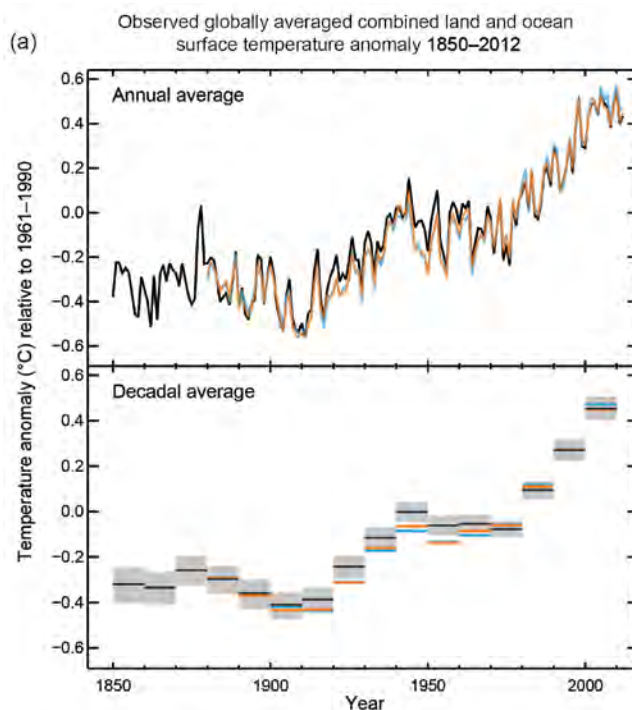 (a)
Observed globally averaged combined land and ocean
surface temperature anomaly 1850–2012
Temperature anomaly (°C) relative to 1961–1990
Annual average
0.6
0.4
0.2
0.0
−0.2
−0.4
−0.6
Decadal average
0.6
0.4
0.2
0.0
−0.2
−0.4
−0.6
1850
1900
1950
2000
Year